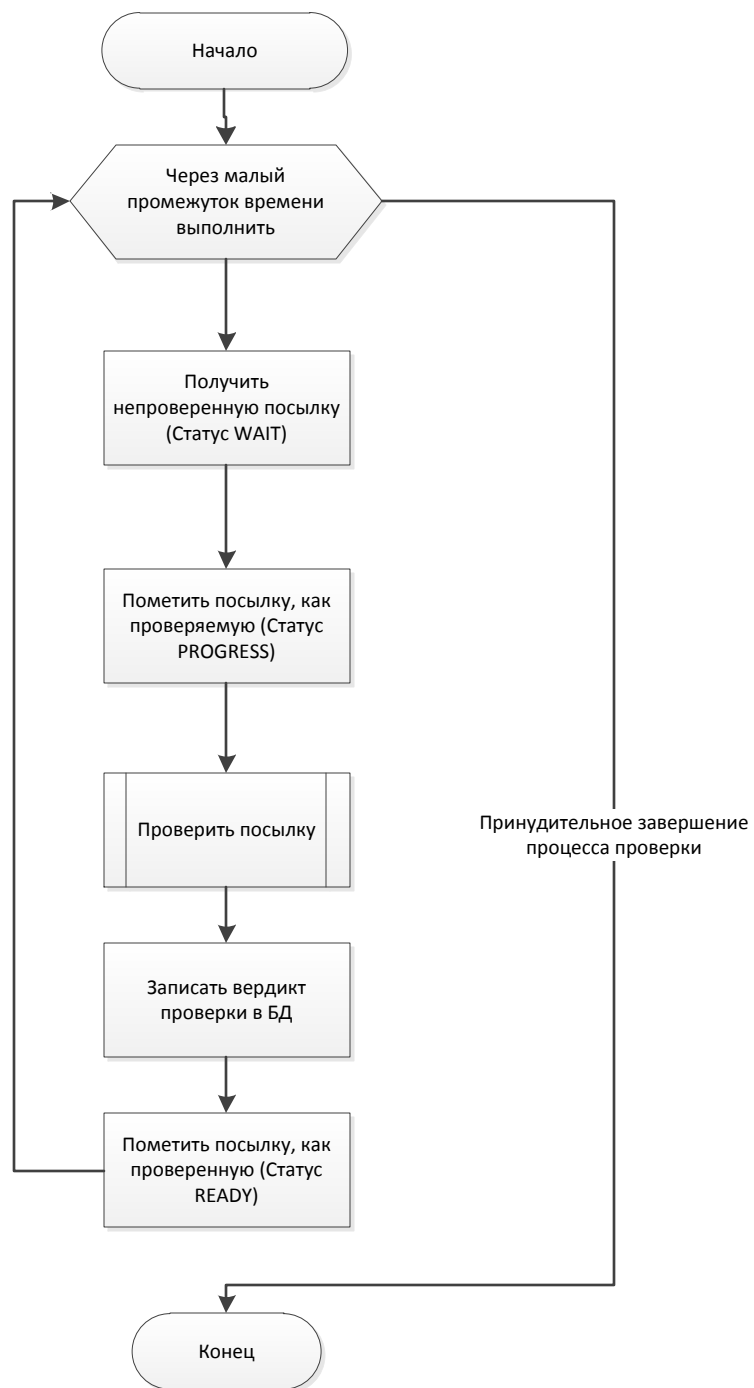 Начало
Через малый
промежуток времени
выполнить
Получить
непроверенную посылку
(Статус WAIT)
Пометить посылку, как
проверяемую (Статус
PROGRESS)
Проверить посылку
Принудительное завершение
процесса проверки
Записать вердикт
проверки в БД
Пометить посылку, как
проверенную (Статус
READY)
Конец